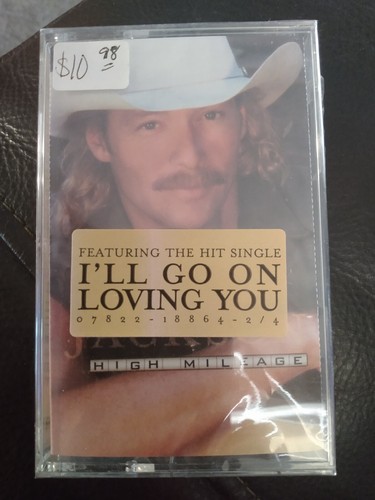 $10 98
FEATURING THE HIT SINGLE
I'LL GO ON
LOVING YOU
07822-18864-2/4
HIGH MILEAGE